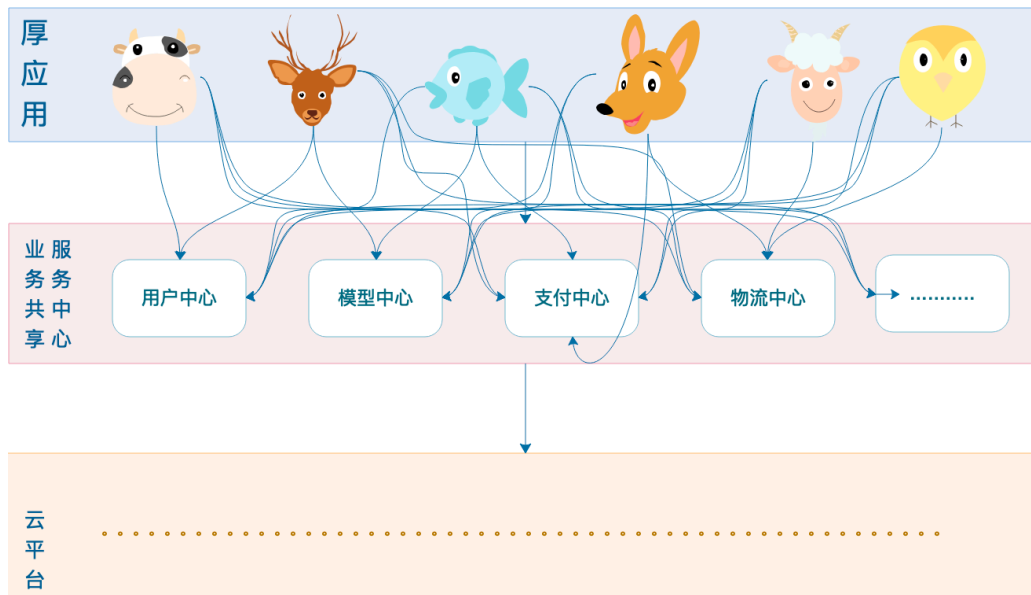 厚应用
业务共享
服务中心
用户中心
模型中心
支付中心
物流中心
...........
云平台